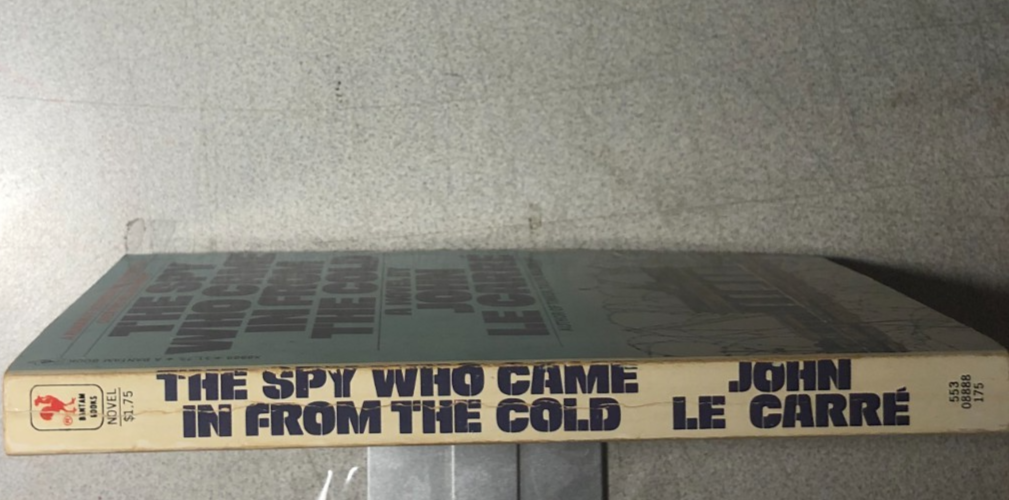 BANTAM
BOOKS
NOVEL
$1.75
THE SPY WHO CAME
IN FROM THE COLD
JOHN
LE CARRÉ
553
08888
175
THE SPY
WHO CAME
IN FROM
THE COLD
A NOVEL BY
JOHN
LE CARRÉ